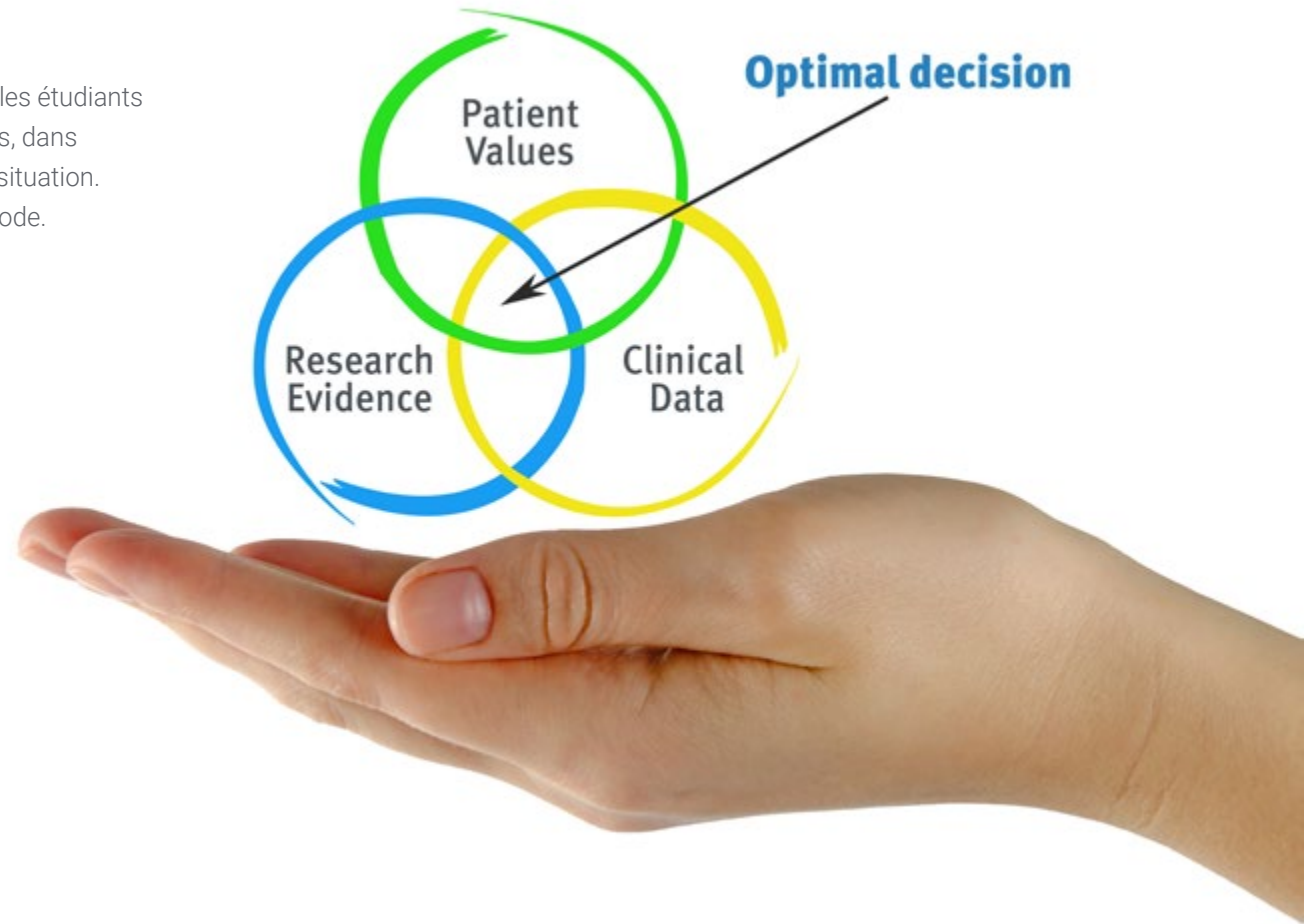 les étudiants
s, dans
situation.
ode.
Optimal decision
Patient
Values
Research
Evidence
Clinical
Data